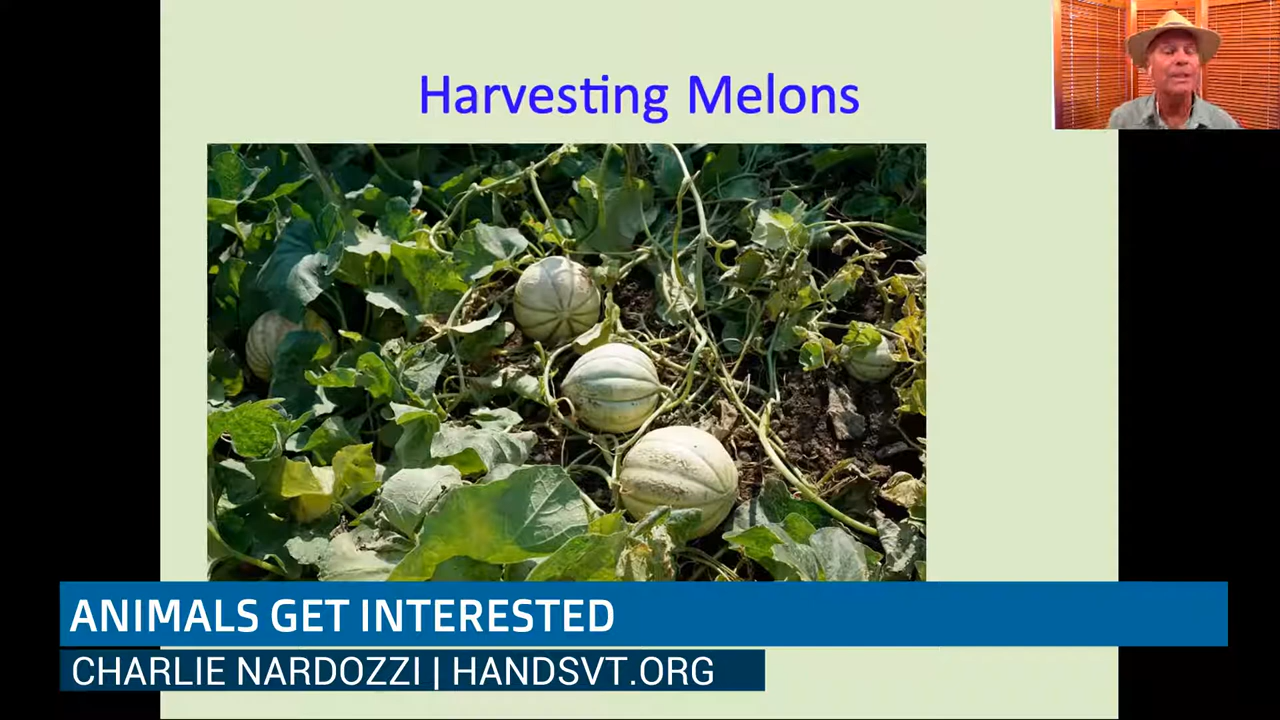 Harvesting Melons
ANIMALS GET INTERESTED
CHARLIE NARDOZZI | HANDSVT.ORG